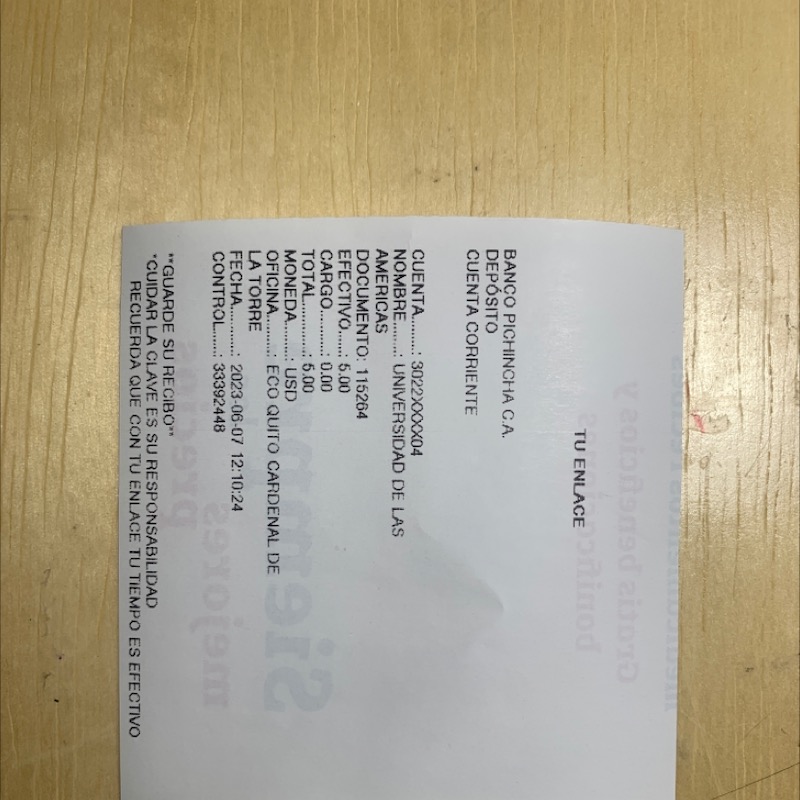 TU ENLACE
BANCO PICHINCHA C.A.
DEPÓSITO
CUENTA CORRIENTE
CUENTA.........: 3022XXXX04
NOMBRE.......: UNIVERSIDAD DE LAS
AMERICAS
DOCUMENTO: 115264
EFECTIVO.....: 5.00
CARGO..........: 0.00
TOTAL............: 5.00
MONEDA........: USD
OFICINA.........: ECO QUITO CARDENAL DE
LA TORRE
FECHA............: 2023-06-07 12:10:24
CONTROL......: 33392448
**GUARDE SU RECIBO**
*CUIDAR LA CLAVE ES SU RESPONSABILIDAD
RECUERDA QUE CON TU ENLACE TU TIEMPO ES EFECTIVO